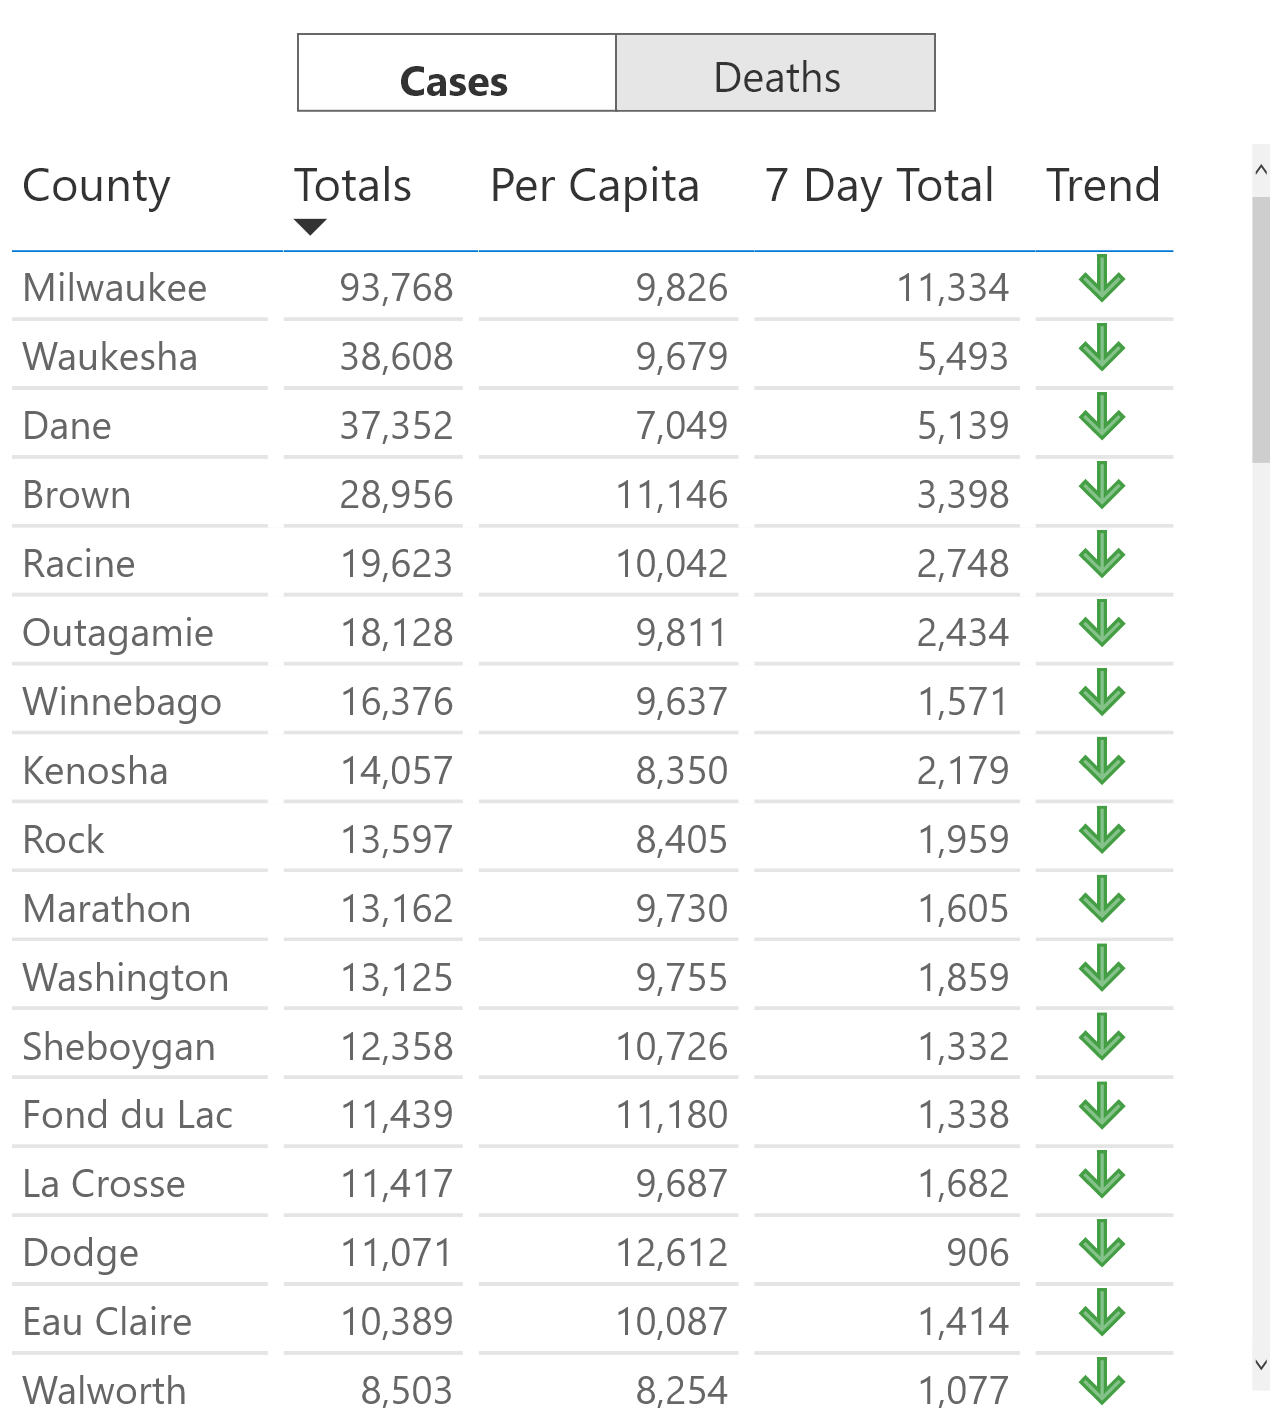 Cases Deaths
County Totals Per Capita 7 Day Total Trend
Milwaukee 93,768 9,826 11,334
Waukesha 38,608 9,679 5,493
Dane 37,352 7,049 5,139
Brown 28,956 11,146 3,398
Racine 19,623 10,042 2,748
Outagamie 18,128 9,811 2,434
Winnebago 16,376 9,637 1,571
Kenosha 14,057 8,350 2,179
Rock 13,597 8,405 1,959
Marathon 13,162 9,730 1,605
Washington 13,125 9,755 1,859
Sheboygan 12,358 10,726 1,332
Fond du Lac 11,439 11,180 1,338
La Crosse 11,417 9,687 1,682
Dodge 11,071 12,612 906
Eau Claire 10,389 10,087 1,414
Walworth 8,503 8,254 1,077